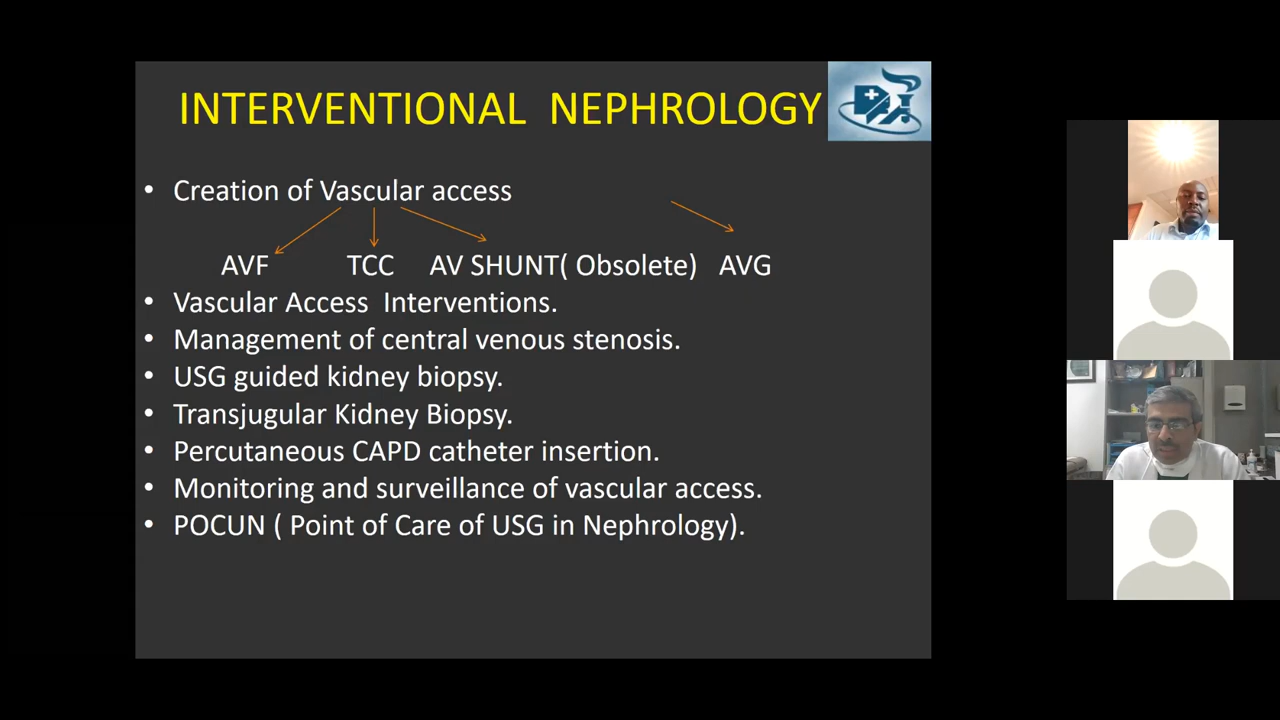 INTERVENTIONAL NEPHROLOGY
• Creation of Vascular access
AVF TCC AV SHUNT( Obsolete) AVG
• Vascular Access Interventions.
• Management of central venous stenosis.
• USG guided kidney biopsy.
• Transjugular Kidney Biopsy.
• Percutaneous CAPD catheter insertion.
• Monitoring and surveillance of vascular access.
• POCUN ( Point of Care of USG in Nephrology).